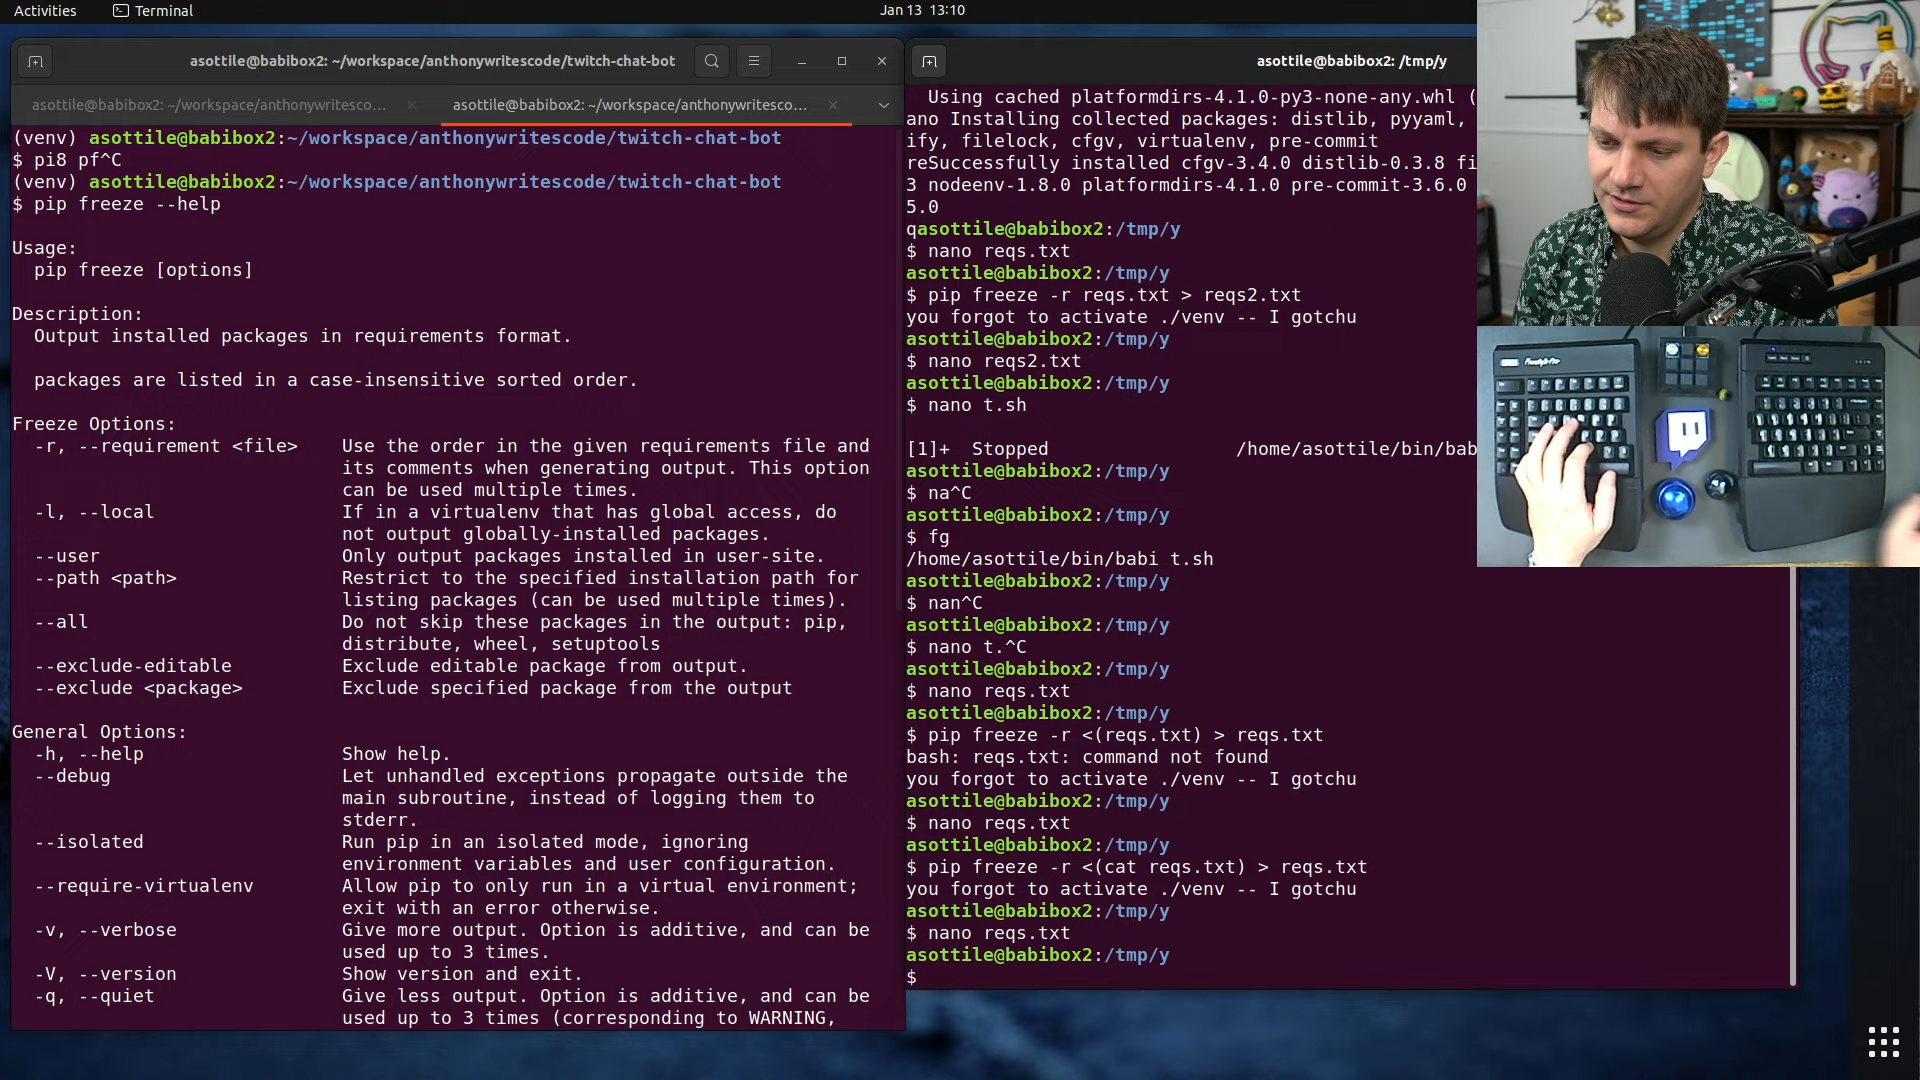 Activities
Terminal
Jan 13 13:10
asottile@babibox2: ~/workspace/anthonywritescode/twitch-chat-bot
asottile@babibox2: ~/workspace/anthonywritesco...
asottile@babibox2: ~/workspace/anthonywritesco...
(venv) asottile@babibox2:~/workspace/anthonywritescode/twitch-chat-bot
$ pi8 pf^C
(venv) asottile@babibox2:~/workspace/anthonywritescode/twitch-chat-bot
$ pip freeze --help
Usage:
pip freeze [options]
Description:
Output installed packages in requirements format.
packages are listed in a case-insensitive sorted order.
Freeze Options:
-r, --requirement <file> Use the order in the given requirements file and
its comments when generating output. This option
can be used multiple times.
-l, --local If in a virtualenv that has global access, do
not output globally-installed packages.
--user Only output packages installed in user-site.
--path <path> Restrict to the specified installation path for
listing packages (can be used multiple times).
--all Do not skip these packages in the output: pip,
distribute, wheel, setuptools
--exclude-editable Exclude editable package from output.
--exclude <package> Exclude specified package from the output
General Options:
-h, --help Show help.
--debug Let unhandled exceptions propagate outside the
main subroutine, instead of logging them to
stderr.
--isolated Run pip in an isolated mode, ignoring
environment variables and user configuration.
--require-virtualenv Allow pip to only run in a virtual environment;
exit with an error otherwise.
-v, --verbose Give more output. Option is additive, and can be
used up to 3 times.
-V, --version Show version and exit.
-q, --quiet Give less output. Option is additive, and can be
used up to 3 times (corresponding to WARNING,
asottile@babibox2: /tmp/y
Using cached platformdirs-4.1.0-py3-none-any.whl (
ano Installing collected packages: distlib, pyyaml,
ify, filelock, cfgv, virtualenv, pre-commit
reSuccessfully installed cfgv-3.4.0 distlib-0.3.8 fi
3 nodeenv-1.8.0 platformdirs-4.1.0 pre-commit-3.6.0
5.0
qasottile@babibox2:/tmp/y
$ nano reqs.txt
asottile@babibox2:/tmp/y
$ pip freeze -r reqs.txt > reqs2.txt
you forgot to activate ./venv -- I gotchu
asottile@babibox2:/tmp/y
$ nano reqs2.txt
asottile@babibox2:/tmp/y
$ nano t.sh
[1]+ Stopped /home/asottile/bin/bab
asottile@babibox2:/tmp/y
$ na^C
asottile@babibox2:/tmp/y
$ fg
/home/asottile/bin/babi t.sh
asottile@babibox2:/tmp/y
$ nan^C
asottile@babibox2:/tmp/y
$ nano t.^C
asottile@babibox2:/tmp/y
$ nano reqs.txt
asottile@babibox2:/tmp/y
$ pip freeze -r <(reqs.txt) > reqs.txt
bash: reqs.txt: command not found
you forgot to activate ./venv -- I gotchu
asottile@babibox2:/tmp/y
$ nano reqs.txt
asottile@babibox2:/tmp/y
$ pip freeze -r <(cat reqs.txt) > reqs.txt
you forgot to activate ./venv -- I gotchu
asottile@babibox2:/tmp/y
$ nano reqs.txt
asottile@babibox2:/tmp/y
$